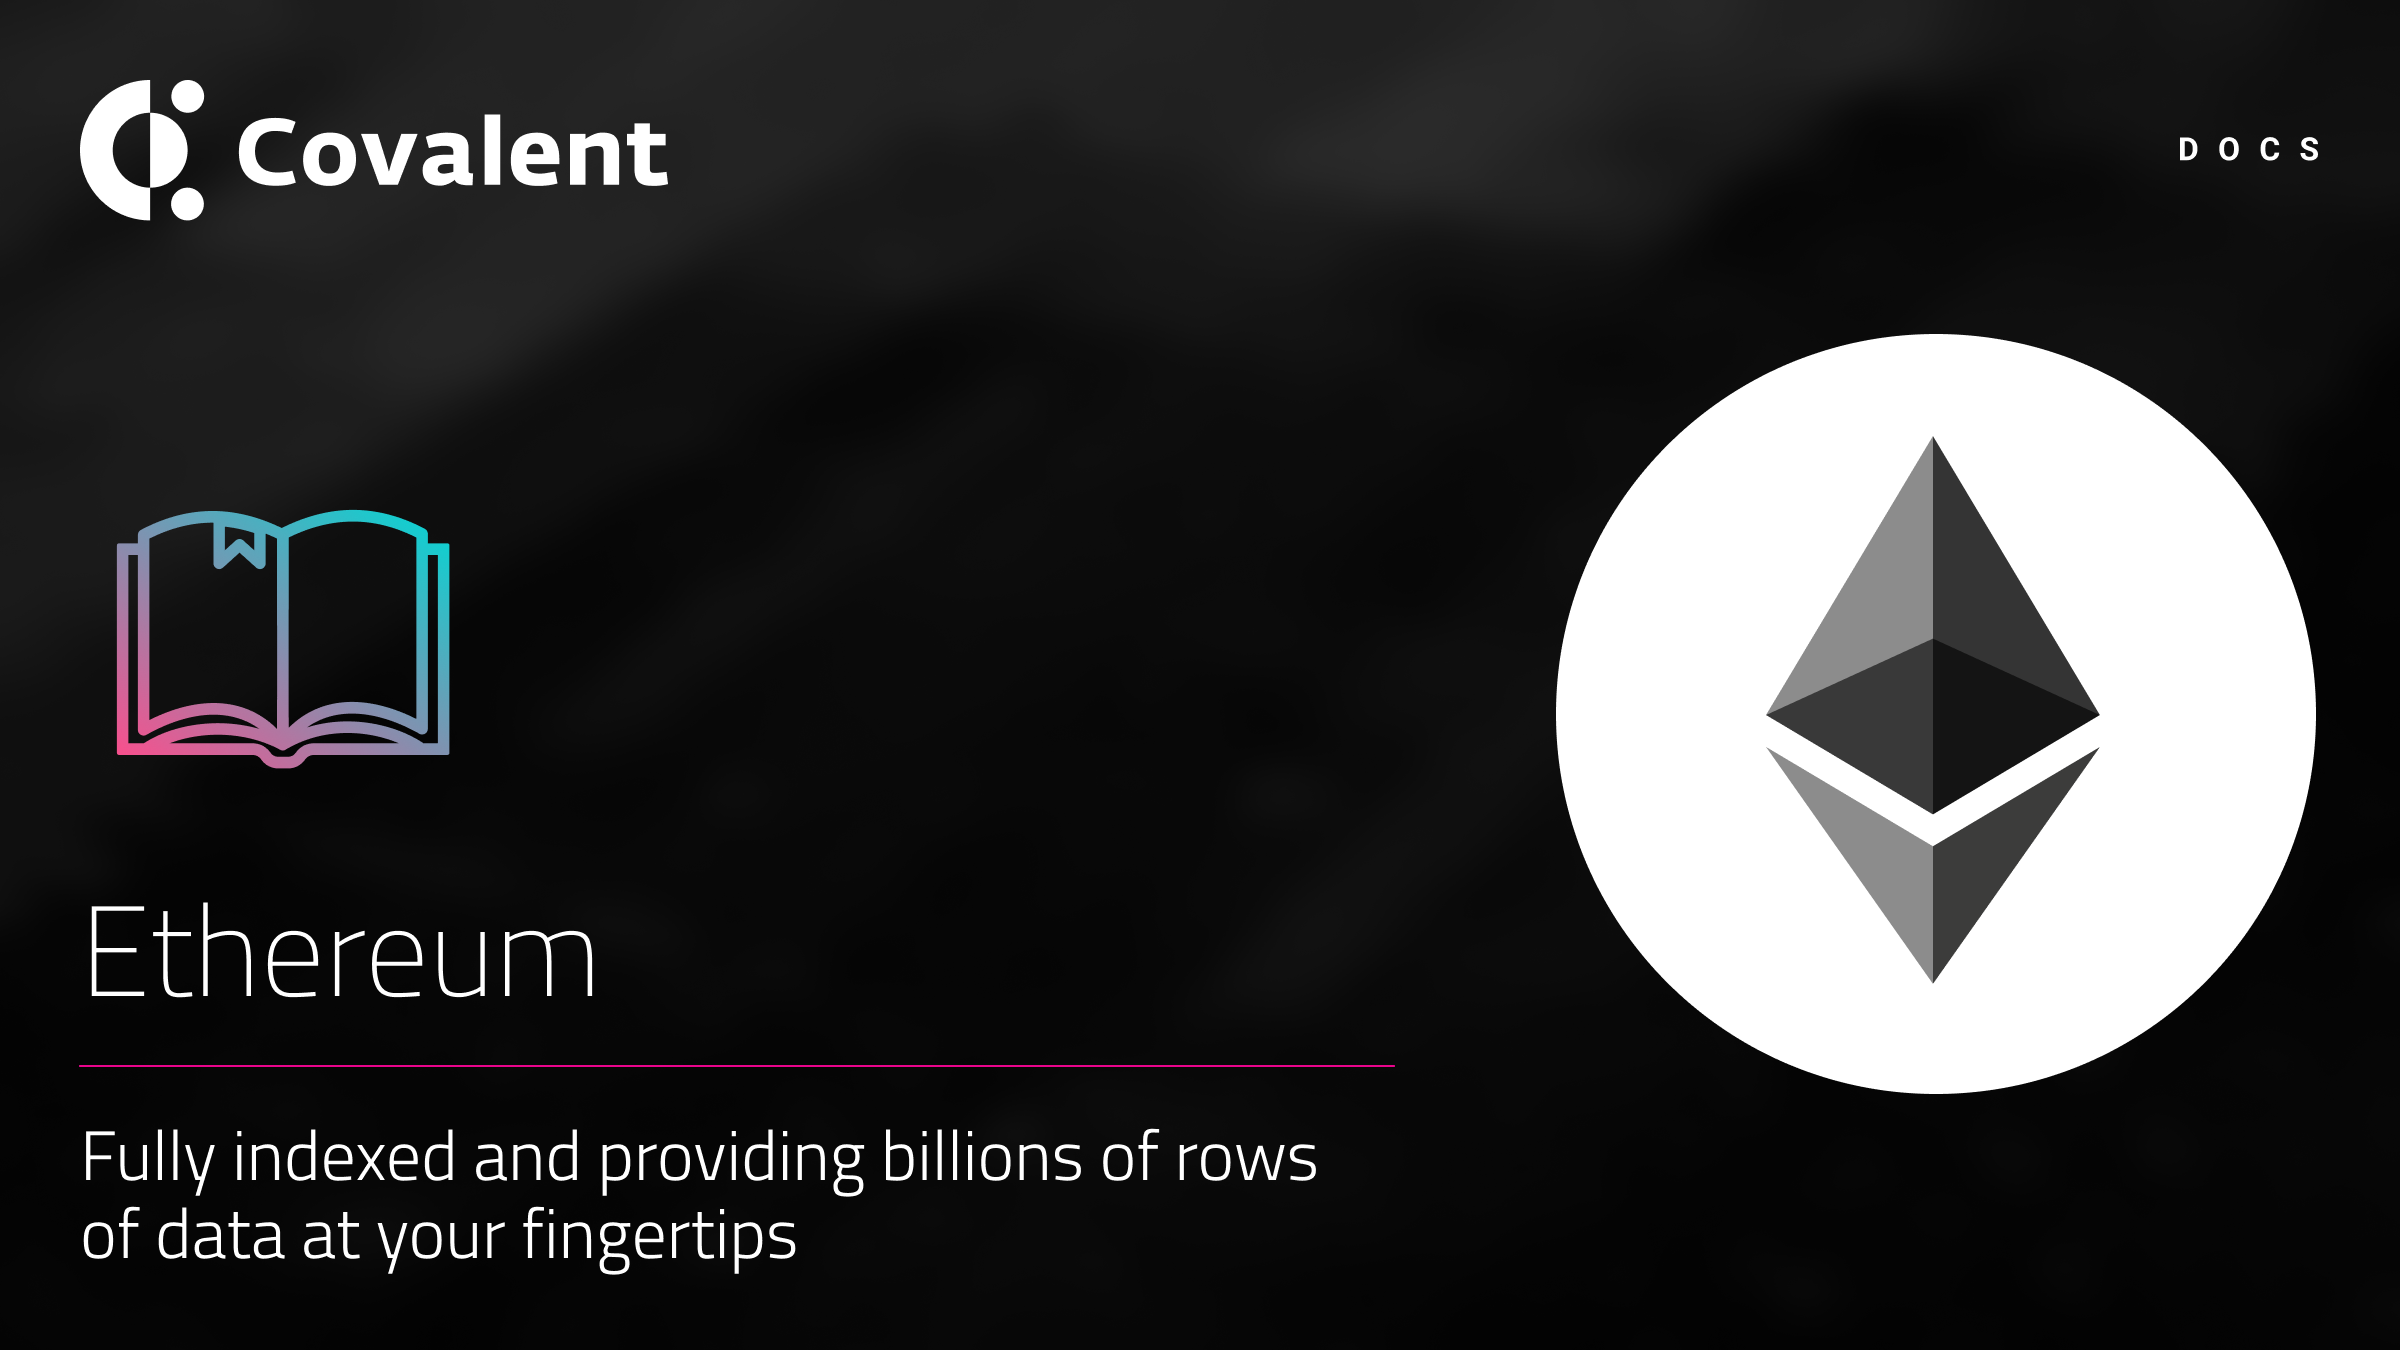 Covalent
DOCS
Ethereum
Fully indexed and providing billions of rows
of data at your fingertips